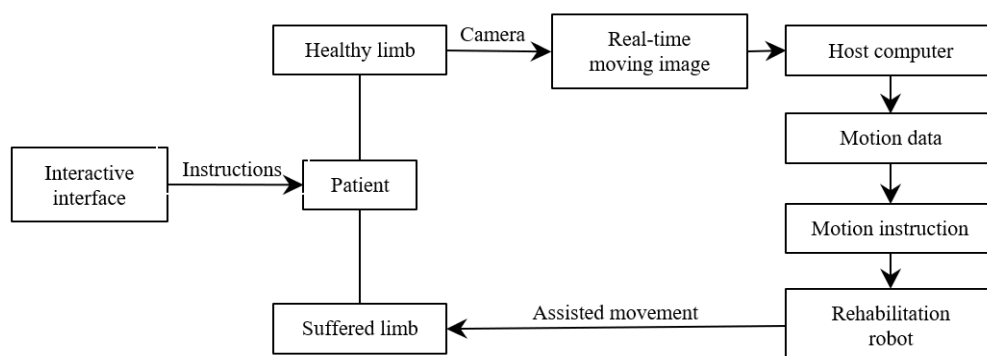 Healthy limb
Camera
Real-time
moving image
Host computer
Motion data
Interactive
interface
Instructions
Patient
Motion instruction
Suffered limb
Assisted movement
Rehabilitation
robot